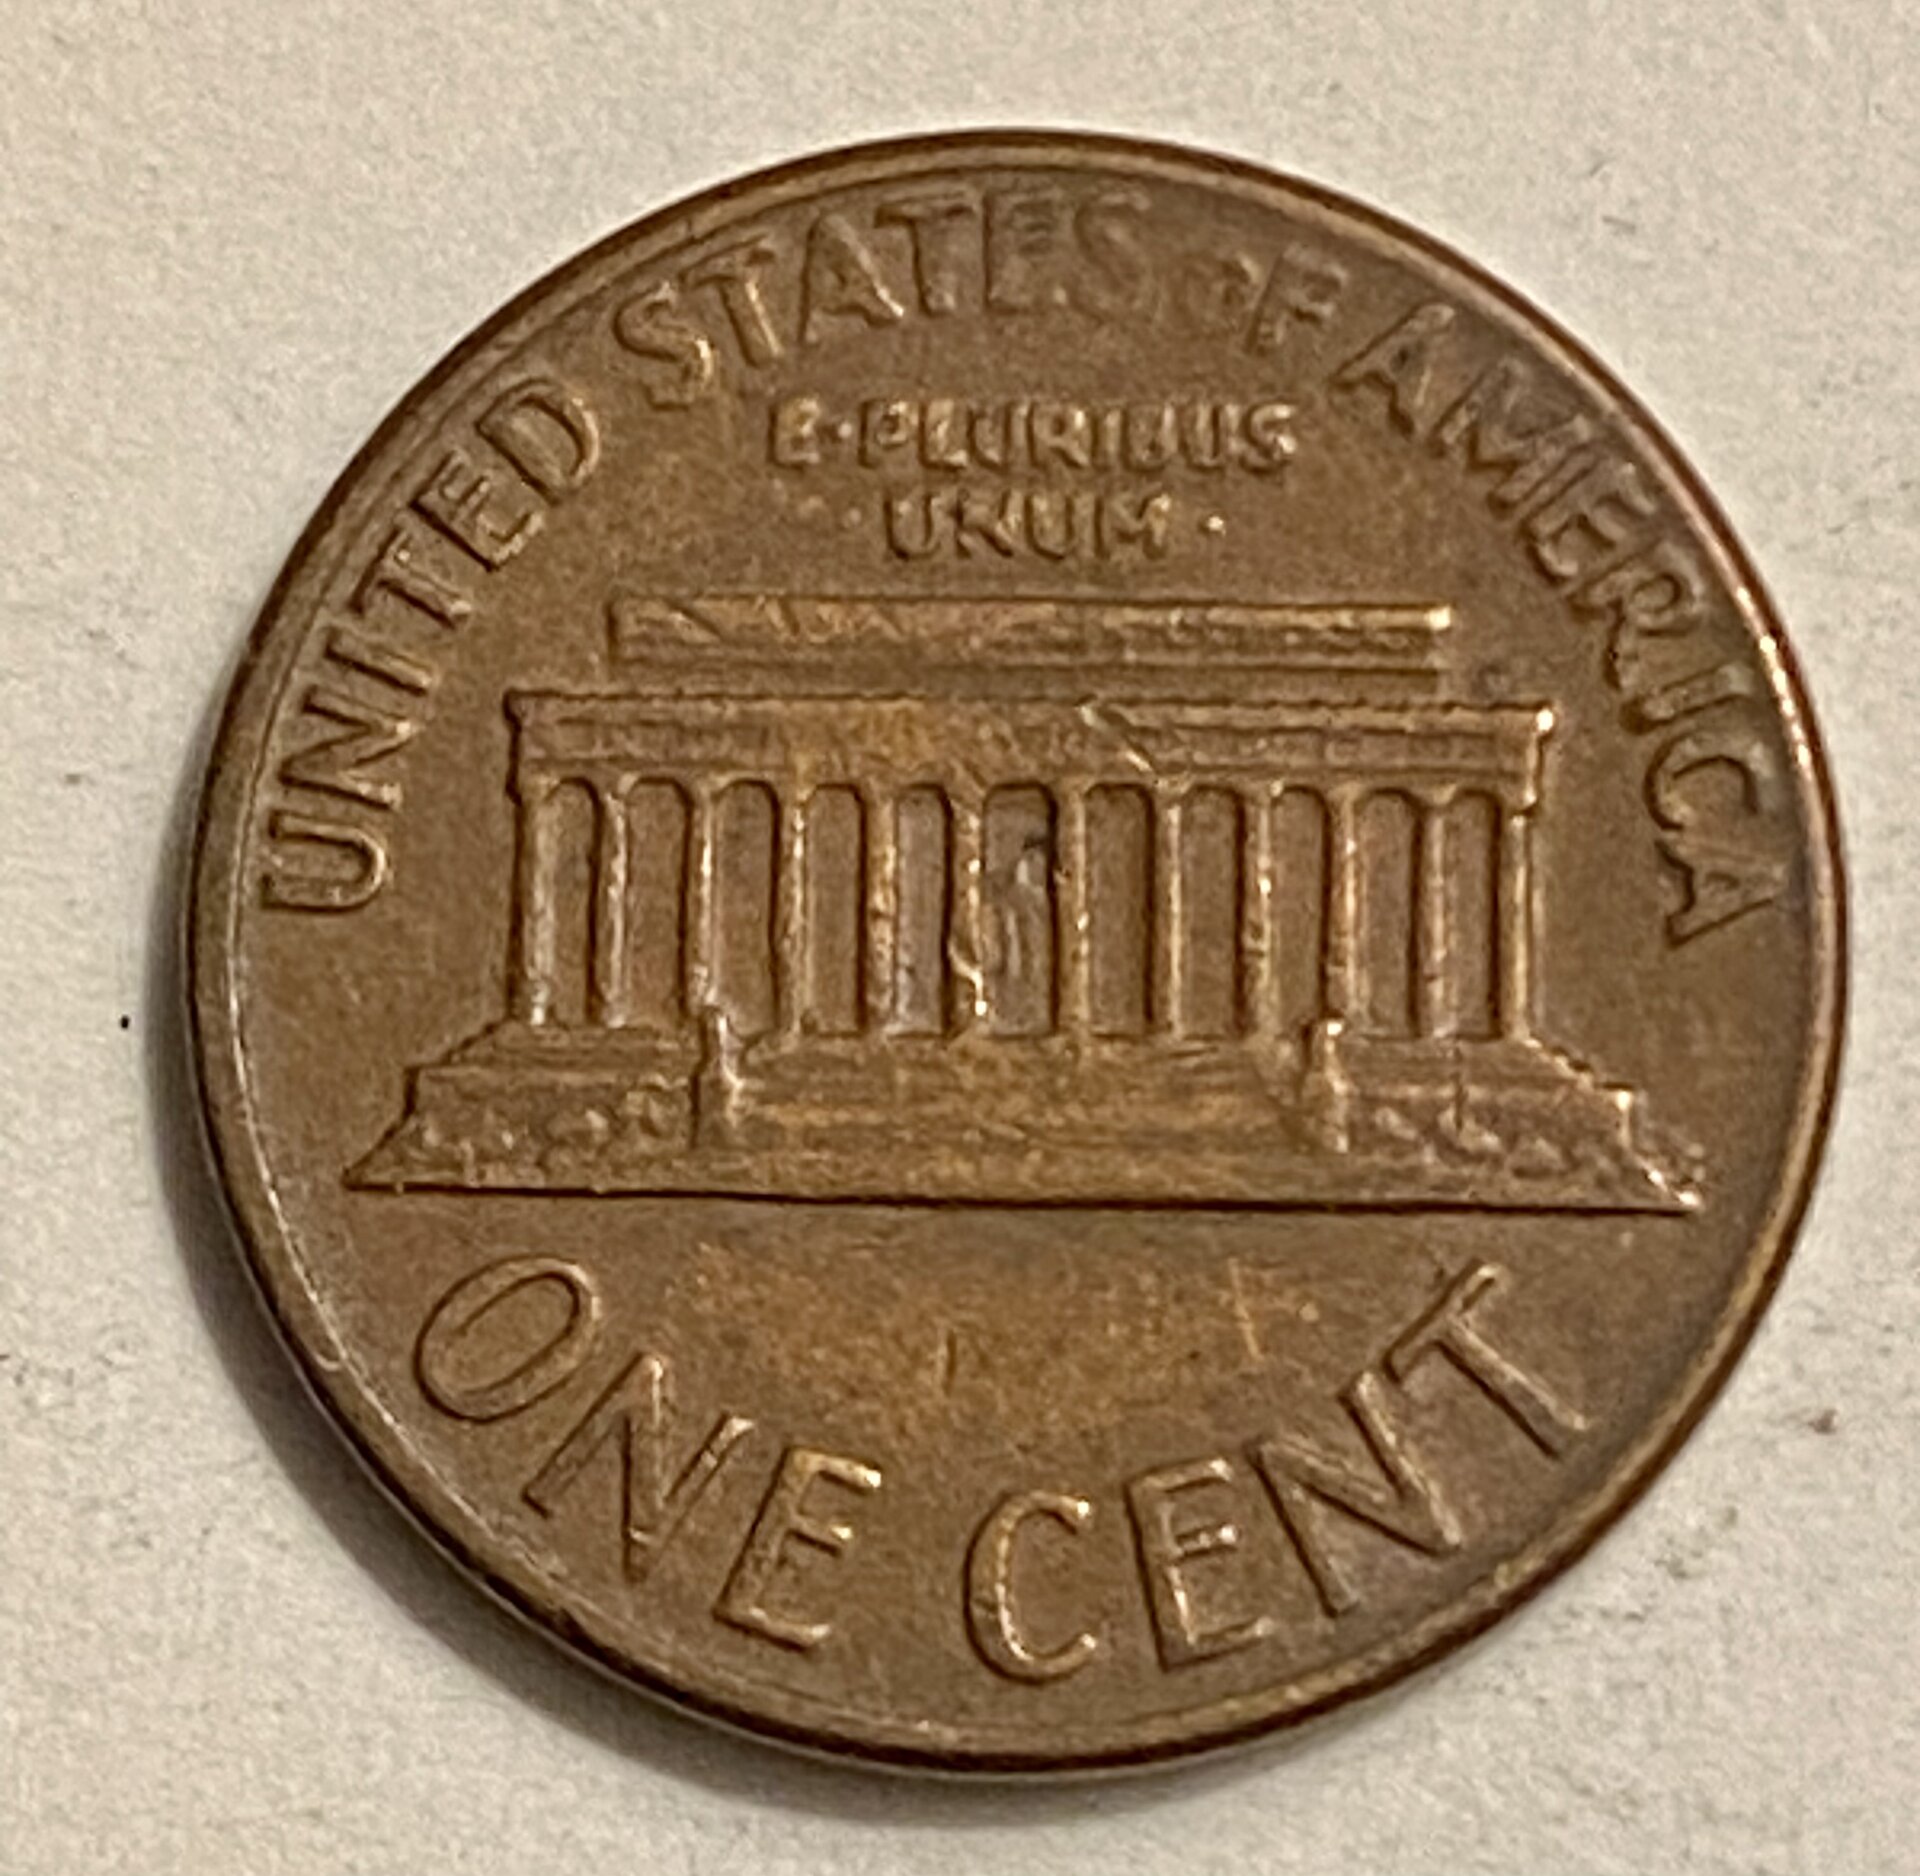 UNITED STATES OF AMERICA
E·PLURIBUS
·UNUM·
ONE CENT